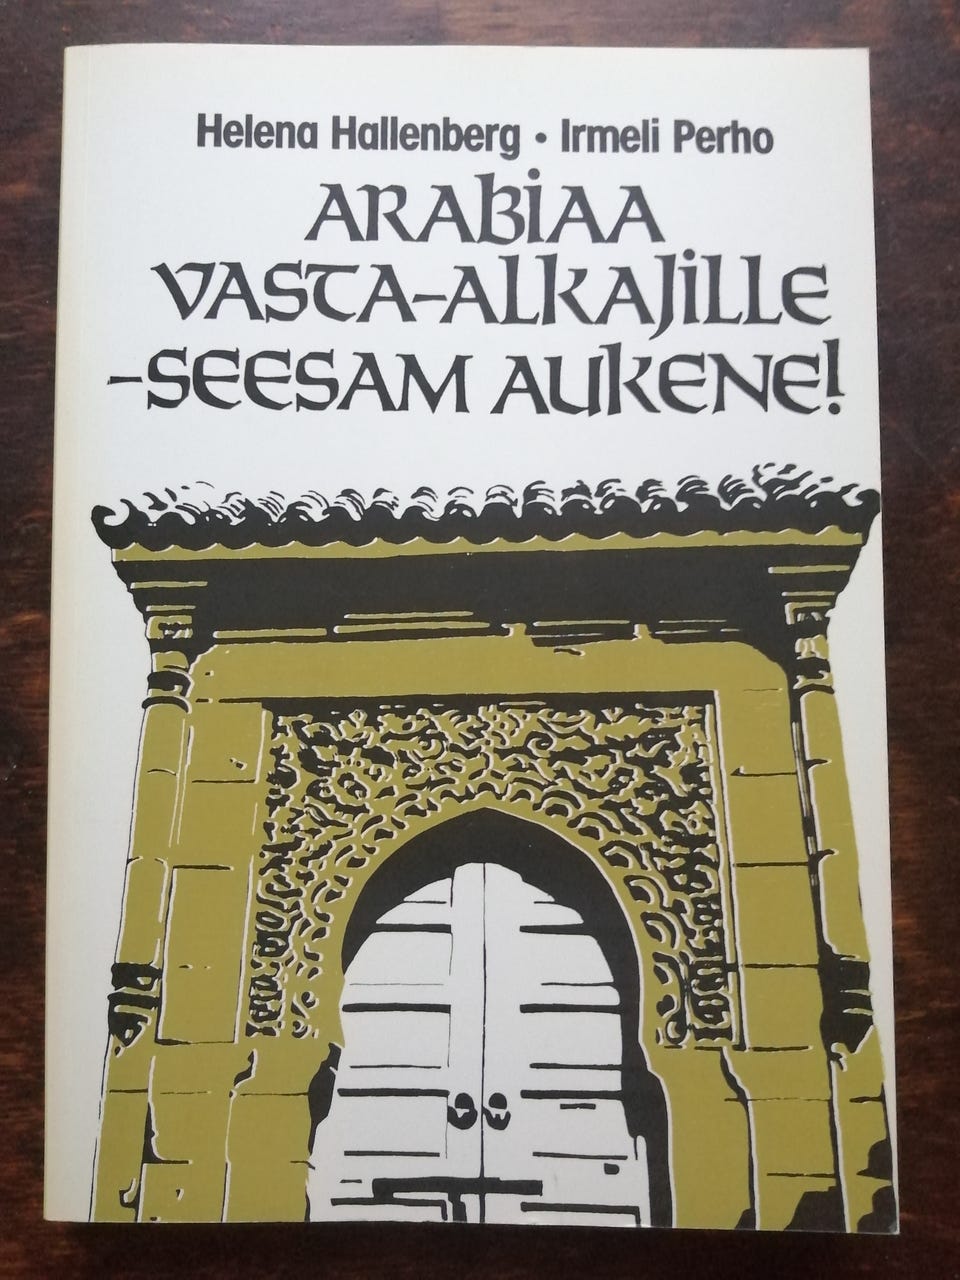 Helena Hallenberg • Irmeli Perho
ARABIAA
VASTA-ALKAJILLE
-SEESAM AUKENE!